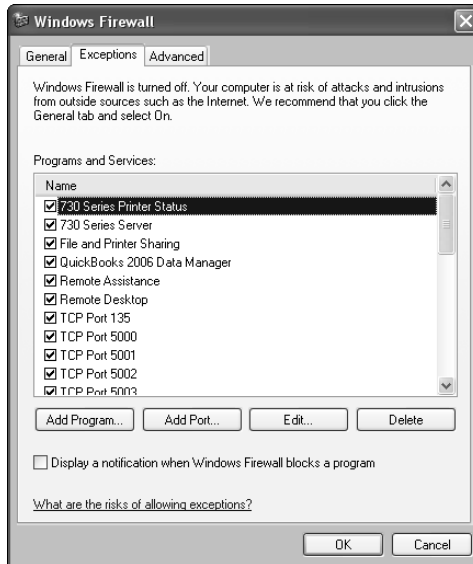 Windows Firewall
General Exceptions Advanced
Windows Firewall is turned off. Your computer is at risk of attacks and intrusions
from outside sources such as the Internet. We recommend that you click the
General tab and select On.
Programs and Services:
Name
730 Series Printer Status
730 Series Server
File and Printer Sharing
QuickBooks 2006 Data Manager
Remote Assistance
Remote Desktop
TCP Port 135
TCP Port 5000
TCP Port 5001
TCP Port 5002
TCP Port 5003
Add Program... Add Port... Edit... Delete
Display a notification when Windows Firewall blocks a program
What are the risks of allowing exceptions?
OK Cancel